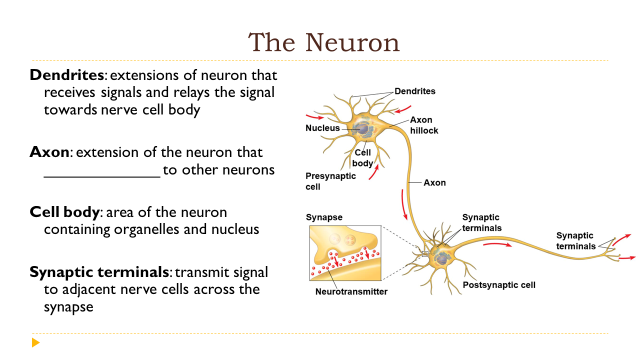 The Neuron
Dendrites: extensions of neuron that
receives signals and relays the signal
towards nerve cell body
Axon: extension of the neuron that
______________ to other neurons
Cell body: area of the neuron
containing organelles and nucleus
Synaptic terminals: transmit signal
to adjacent nerve cells across the
synapse
Dendrites
Nucleus
Axon
hillock
Cell
body
Presynaptic
cell
Axon
Synapse
Synaptic
terminals
Synaptic
terminals
Neurotransmitter
Postsynaptic cell